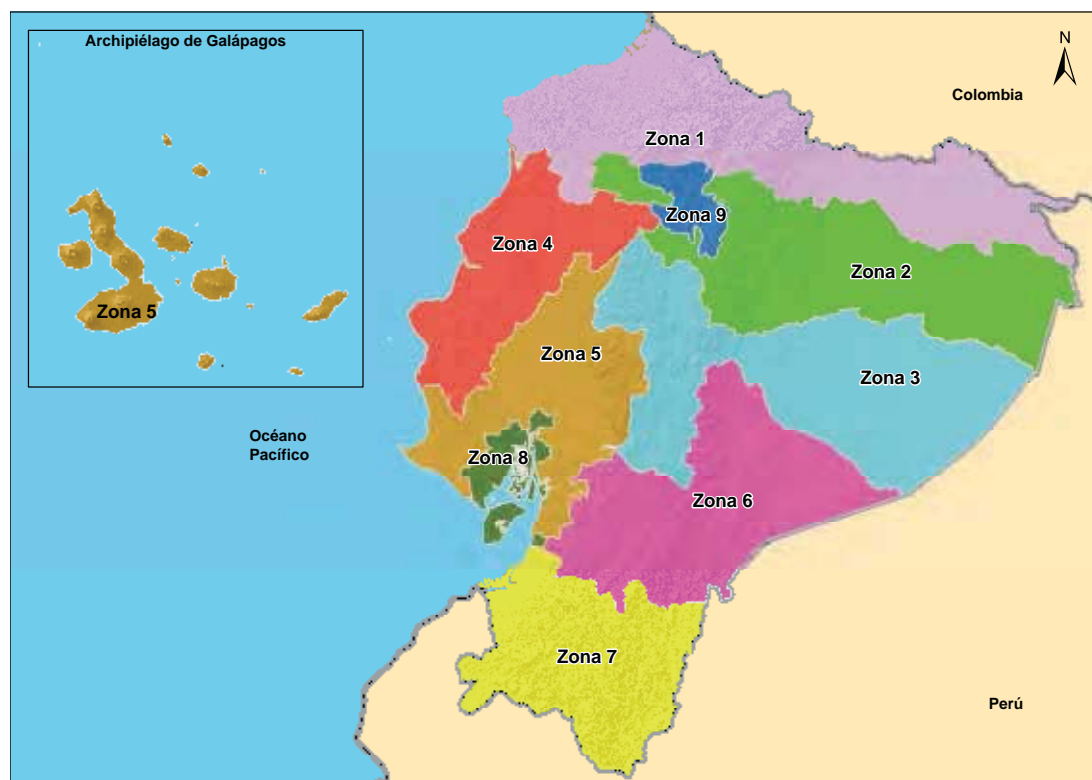 Archipiélago de Galápagos
N
Colombia
Zona 1
Zona 9
Zona 4
Zona 2
Zona 5
Zona 5
Zona 3
Océano
Pacífico
Zona 8
Zona 6
Zona 7
Perú